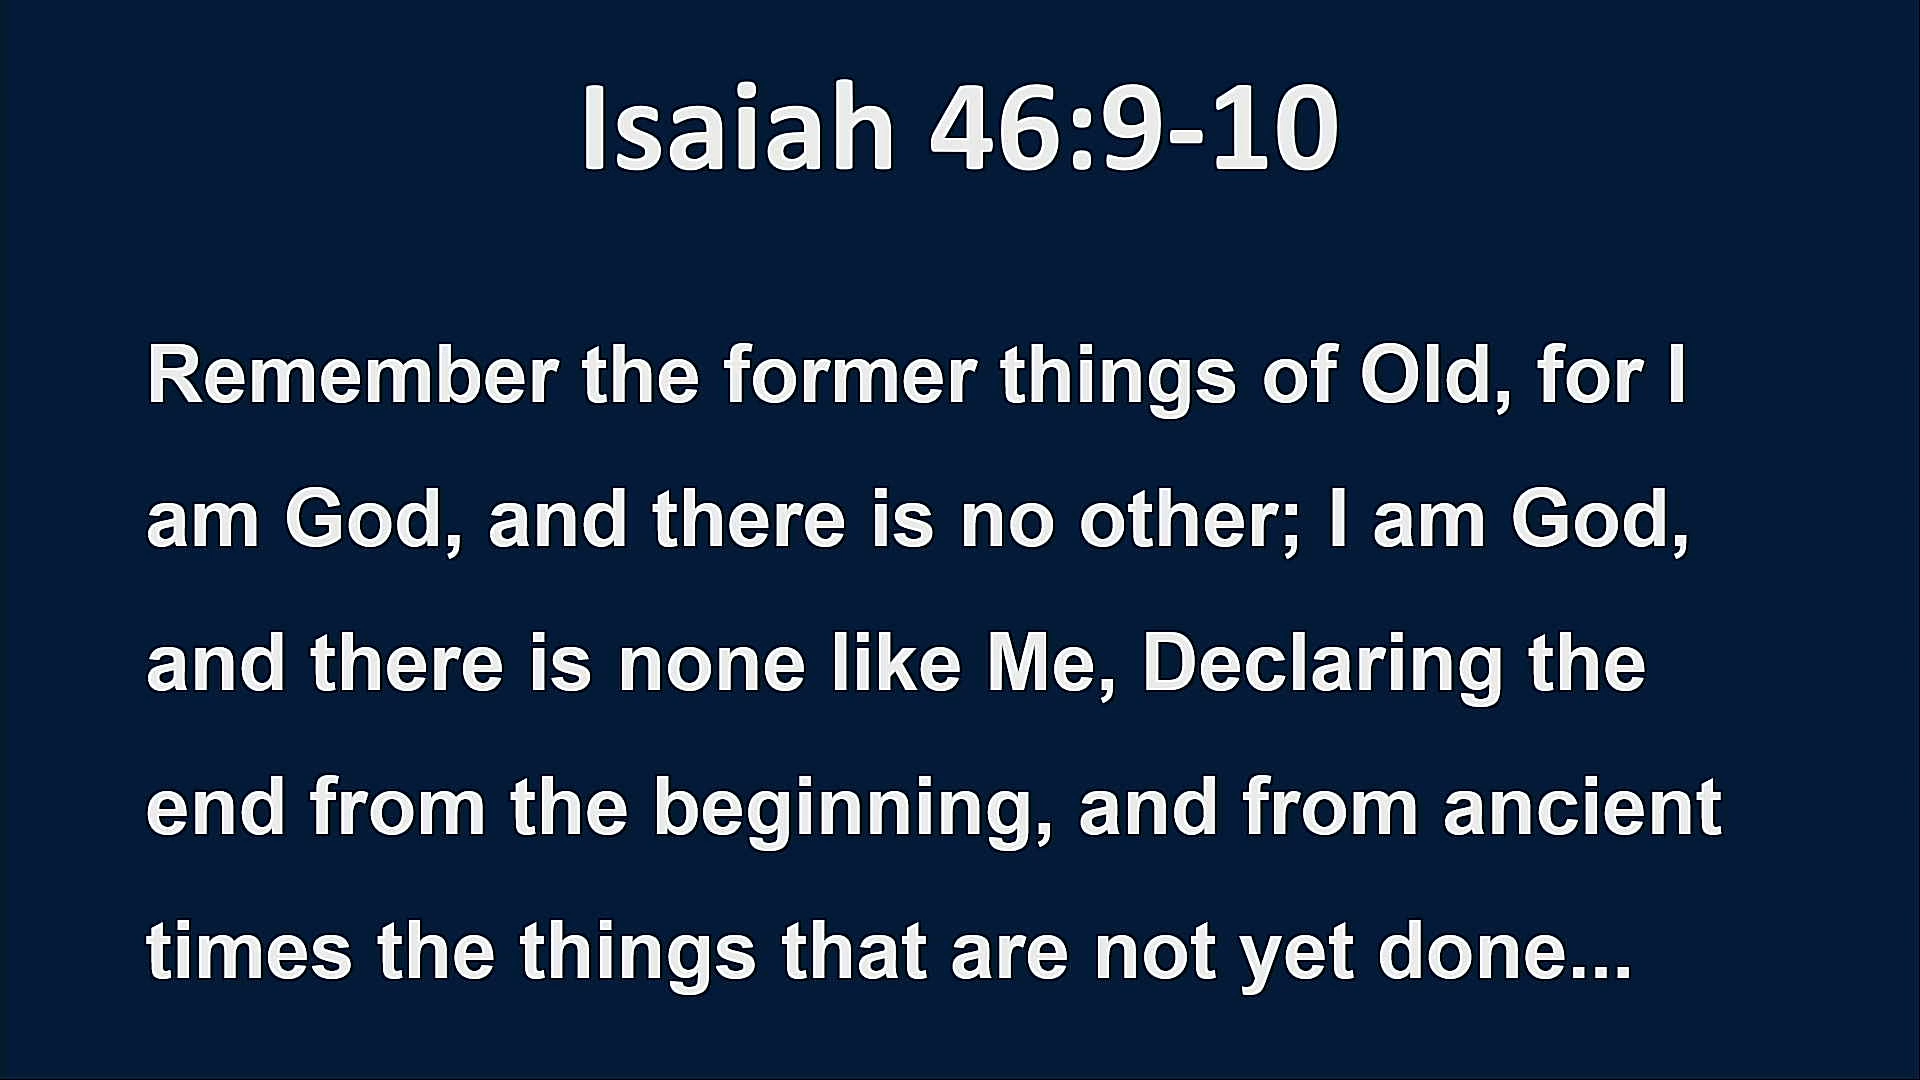 Isaiah 46:9-10
Remember the former things of Old, for I
am God, and there is no other; I am God,
and there is none like Me, Declaring the
end from the beginning, and from ancient
times the things that are not yet done...